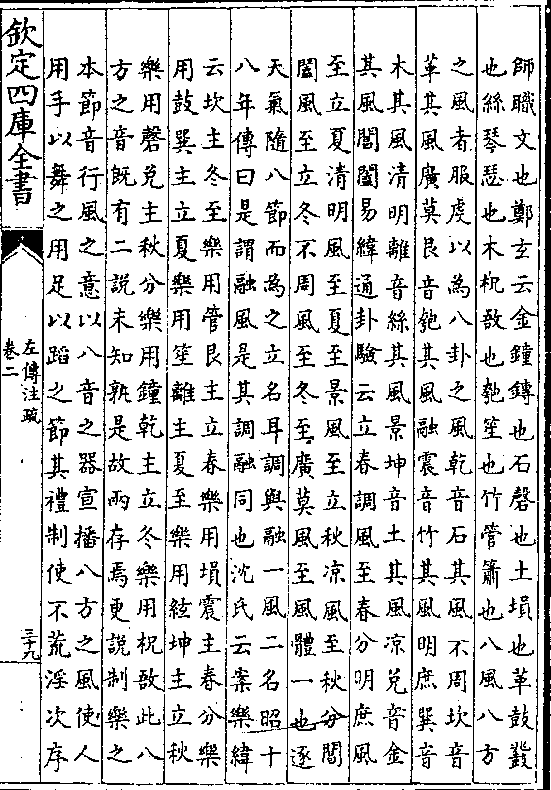 師職文也鄭玄云金鐘鎛也石磬也土塤也革鼓鼗
也絲琴瑟也木柷敔也匏笙也竹管簫也八風八方
之風者服虔以為八卦之風乾音石其風不周坎音
革其風廣莫艮音匏其風融震音竹其風明庶巽音
木其風清明離音絲其風景坤音土其風涼兌音金
其風閶闔易緯通卦驗云立春調風至春分明庶風
至立夏清明風至夏至景風至立秋涼風至秋分閶
闔風至立冬不周風至冬至廣莫風至風體一也逐
天氣隨八節而為之立名耳調與融一風二名昭十
八年傳曰是謂融風是其調融同也沈氏云案樂緯
云坎主冬至樂用管艮主立春樂用塤震主春分樂
用鼓巽主立夏樂用笙離主夏至樂用絃坤主立秋
樂用磬兌主秋分樂用鐘乾主立冬樂用柷敔此八
方之音既有二說未知孰是故兩存焉更說制樂之
本節音行風之意以八音之器宣播八方之風使人
用手以舞之用足以蹈之節其禮制使不荒淫次序
欽定四庫全書
左傳注疏
卷二
三十九